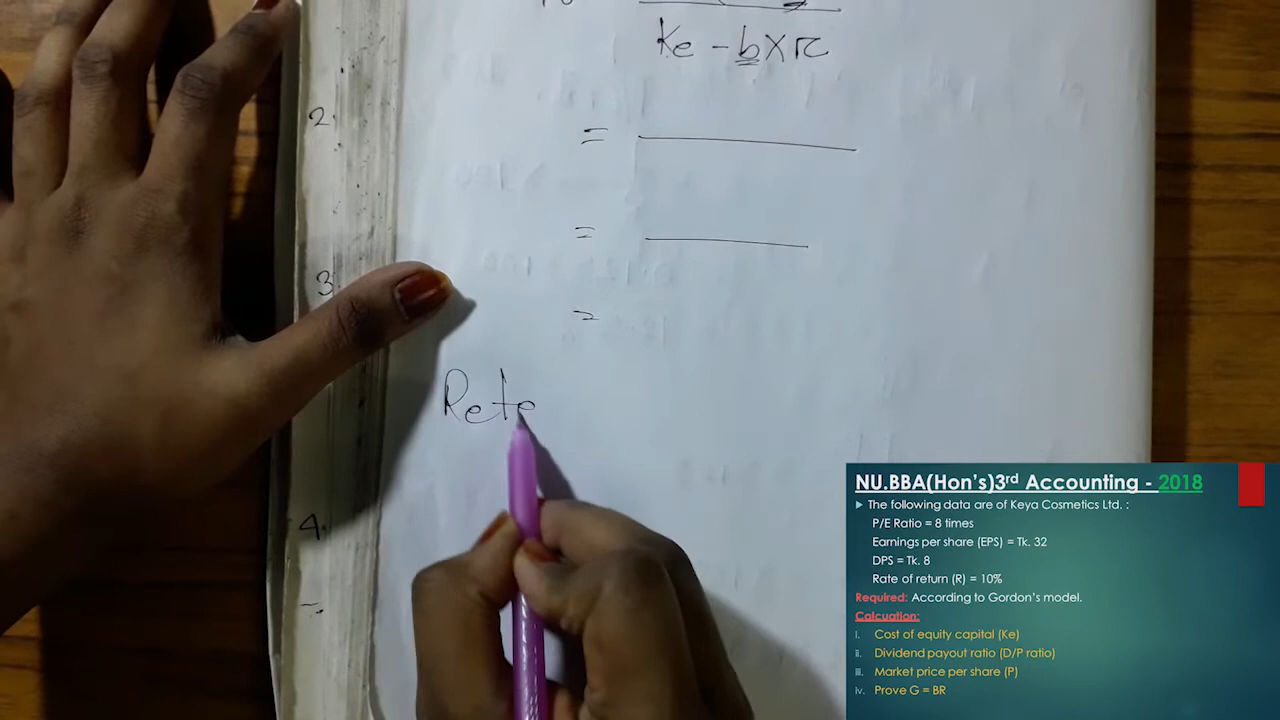 Ke - b X r
2.
=
=
3
=
Rete
4.
NU.BBA(Hon's)3rd Accounting - 2018
The following data are of Keya Cosmetics Ltd. :
P/E Ratio = 8 times
Earnings per share (EPS) = Tk. 32
DPS = Tk. 8
Rate of return (R) = 10%
Required: According to Gordon's model.
Calcuation:
i. Cost of equity capital (Ke)
ii. Dividend payout ratio (D/P ratio)
iii. Market price per share (P)
iv. Prove G = BR